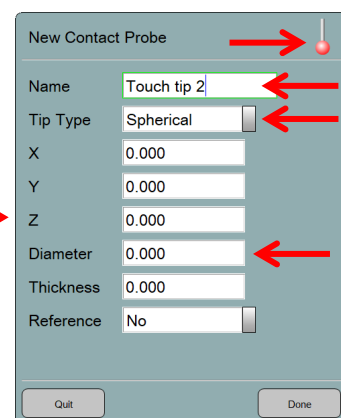 New Contact Probe
Name Touch tip 2
Tip Type Spherical
X 0.000
Y 0.000
Z 0.000
Diameter 0.000
Thickness 0.000
Reference No
Quit Done